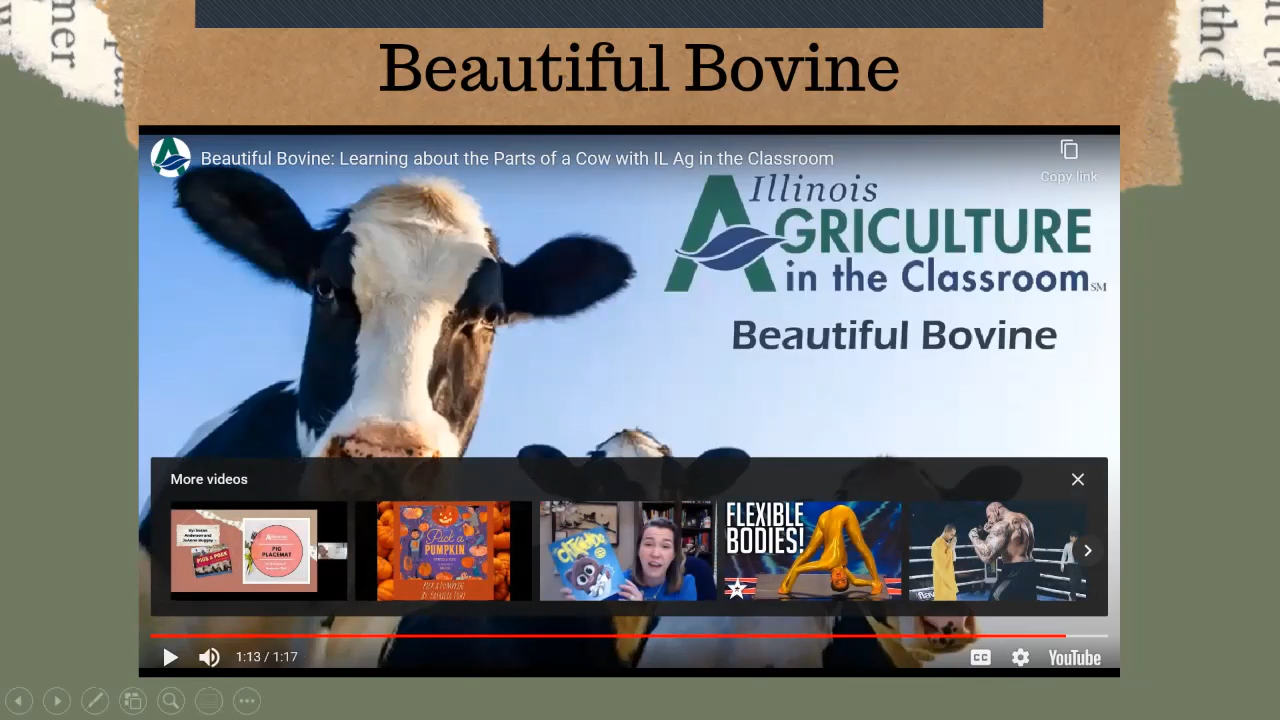 mer
the
Beautiful Bovine
Beautiful Bovine: Learning about the Parts of a Cow with IL Ag in the Classroom
Copy link
Illinois
AGRICULTURE
in the Classroom SM
Beautiful Bovine
More videos
PIG
PLACEMAT
Pick a
PUMPKIN
FLEXIBLE
BODIES!
1:13 / 1:17
CC
YouTube